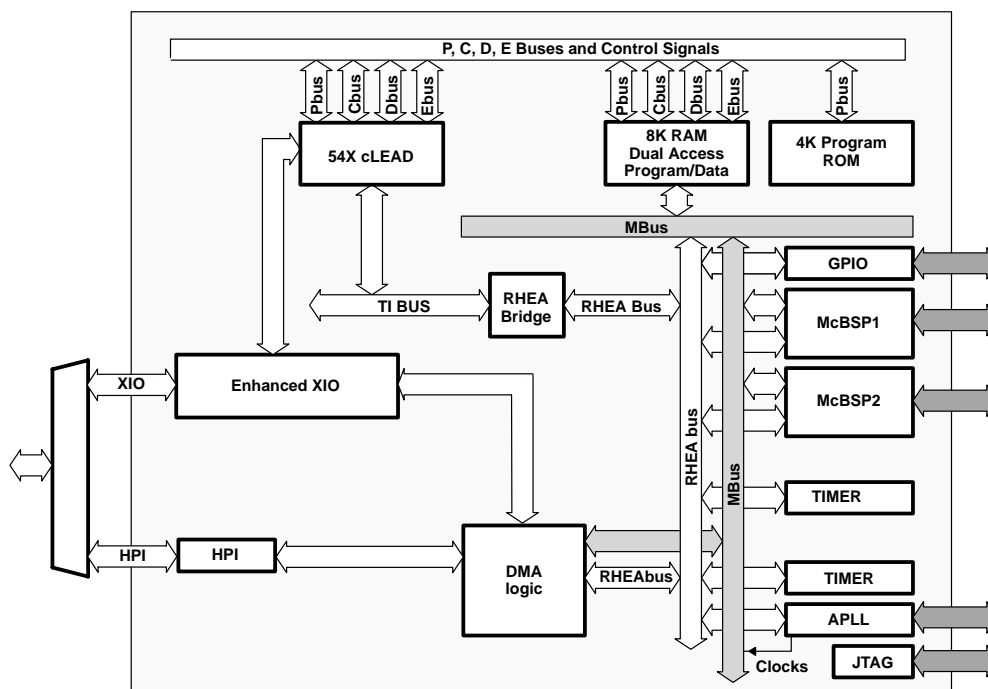 P, C, D, E Buses and Control Signals
Pbus
Cbus
Dbus
Ebus
Pbus
Cbus
Dbus
Ebus
Pbus
54X cLEAD
8K RAM
Dual Access
Program/Data
4K Program
ROM
MBus
GPIO
TI BUS
RHEA
Bridge
RHEA Bus
McBSP1
XIO
Enhanced XIO
McBSP2
RHEA bus
MBus
TIMER
HPI
HPI
DMA
logic
RHEAbus
TIMER
APLL
Clocks
JTAG